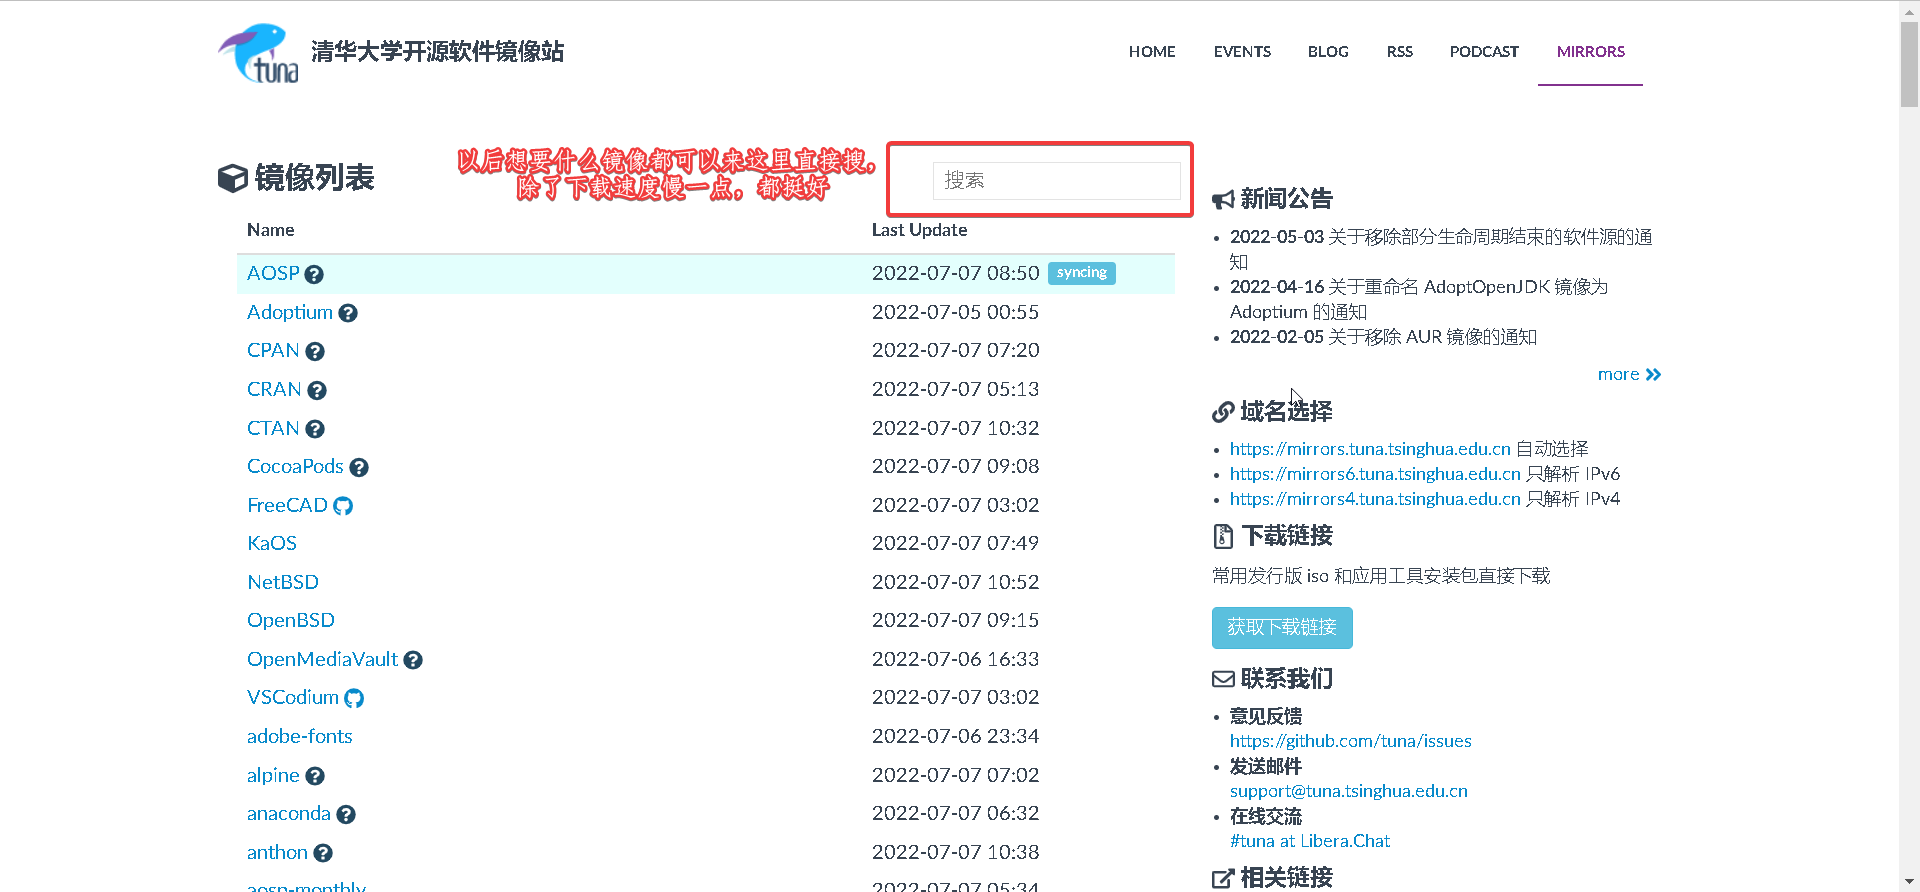 tuna
清华大学开源软件镜像站
HOME
EVENTS
BLOG
RSS
PODCAST
MIRRORS
镜像列表
以后想要什么镜像都可以来这里直接搜,
除了下载速度慢一点，都挺好
搜索
Name
Last Update
AOSP
2022-07-07 08:50
syncing
Adoptium
2022-07-05 00:55
CPAN
2022-07-07 07:20
CRAN
2022-07-07 05:13
CTAN
2022-07-07 10:32
CocoaPods
2022-07-07 09:08
FreeCAD
2022-07-07 03:02
KaOS
2022-07-07 07:49
NetBSD
2022-07-07 10:52
OpenBSD
2022-07-07 09:15
OpenMediaVault
2022-07-06 16:33
VSCodium
2022-07-07 03:02
adobe-fonts
2022-07-06 23:34
alpine
2022-07-07 07:02
anaconda
2022-07-07 06:32
anthon
2022-07-07 10:38
aosp-monthly
2022-07-07 05:34
新闻公告
2022-05-03 关于移除部分生命周期结束的软件源的通
知
2022-04-16 关于重命名 AdoptOpenJDK 镜像为
Adoptium 的通知
2022-02-05 关于移除 AUR 镜像的通知
more
域名选择
https://mirrors.tuna.tsinghua.edu.cn 自动选择
https://mirrors6.tuna.tsinghua.edu.cn 只解析 IPv6
https://mirrors4.tuna.tsinghua.edu.cn 只解析 IPv4
下载链接
常用发行版 iso 和应用工具安装包直接下载
获取下载链接
联系我们
意见反馈
https://github.com/tuna/issues
发送邮件
support@tuna.tsinghua.edu.cn
在线交流
#tuna at Libera.Chat
相关链接